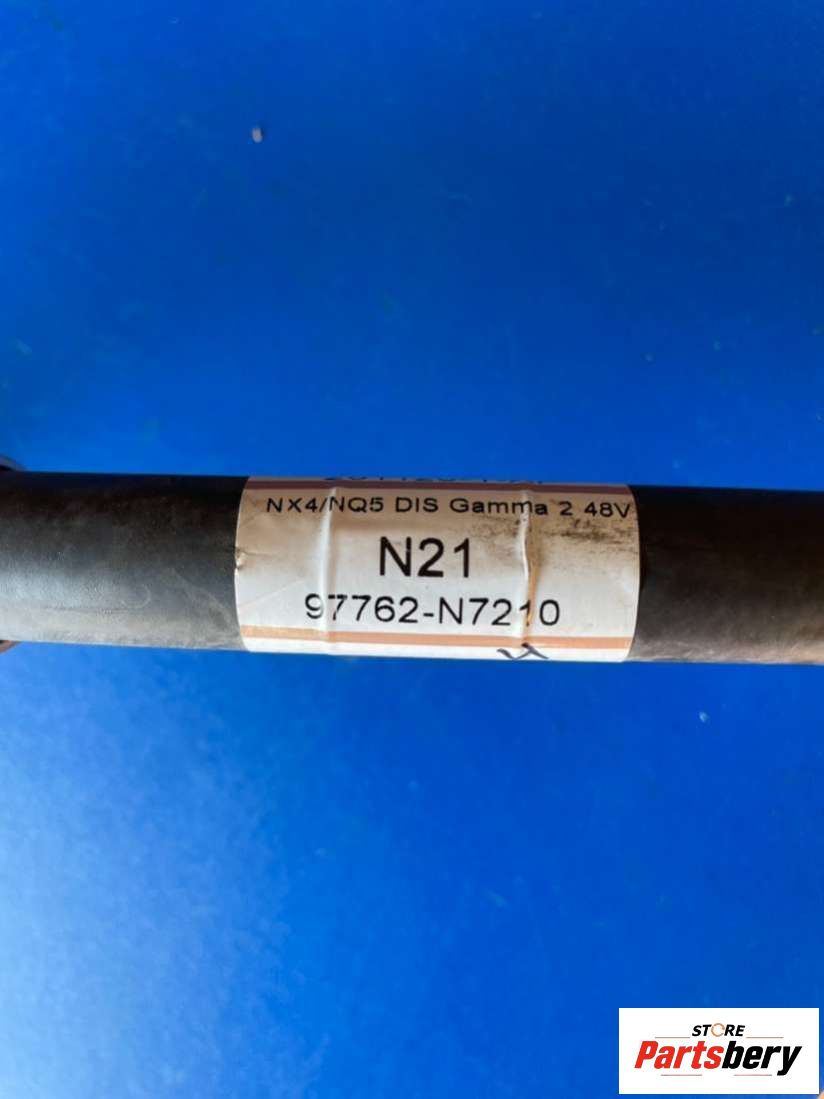 NX4/NQ5 DIS Gamma 2 48V
N21
97762-N7210
STORE
Partsbery